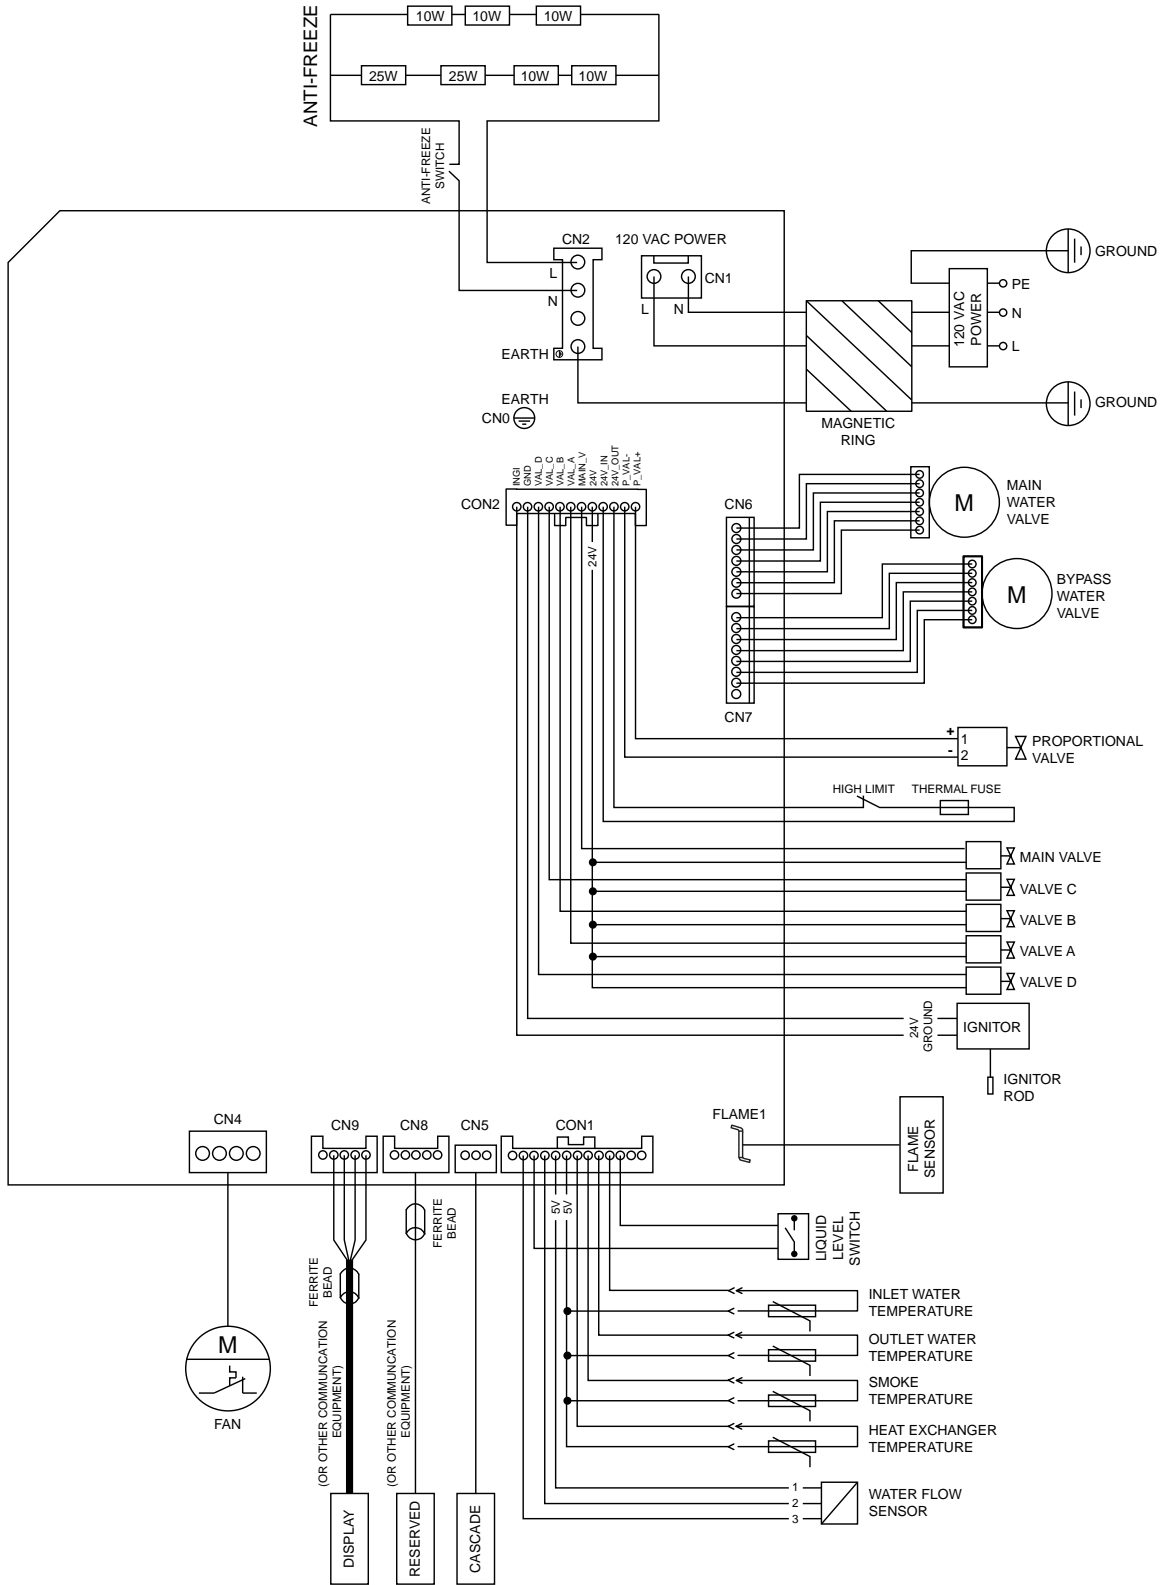 ANTI-FREEZE
10W
10W
10W
25W
25W
10W
10W
ANTI-FREEZE
SWITCH
CN2
L
N
EARTH
EARTH
CN0
120 VAC POWER
CN1
L
N
MAGNETIC
RING
120 VAC
POWER
PE
N
L
GROUND
GROUND
CON2
INGI
GND
VAL_D
VAL_C
VAL_B
VAL_A
MAIN_V
24V
24V_IN
24V_OUT
P_VAL-
P_VAL+
24V
CN6
CN7
M
MAIN
WATER
VALVE
M
BYPASS
WATER
VALVE
+
1
-
2
PROPORTIONAL
VALVE
HIGH LIMIT
THERMAL FUSE
MAIN VALVE
VALVE C
VALVE B
VALVE A
VALVE D
24V
GROUND
IGNITOR
IGNITOR
ROD
CN4
CN9
CN8
CN5
CON1
FLAME1
FLAME
SENSOR
5V
5V
LIQUID
LEVEL
SWITCH
FERRITE
BEAD
FERRITE
BEAD
INLET WATER
TEMPERATURE
OUTLET WATER
TEMPERATURE
SMOKE
TEMPERATURE
HEAT EXCHANGER
TEMPERATURE
1
2
3
WATER FLOW
SENSOR
M
FAN
(OR OTHER COMMUNCATION
EQUIPMENT)
(OR OTHER COMMUNCATION
EQUIPMENT)
DISPLAY
RESERVED
CASCADE